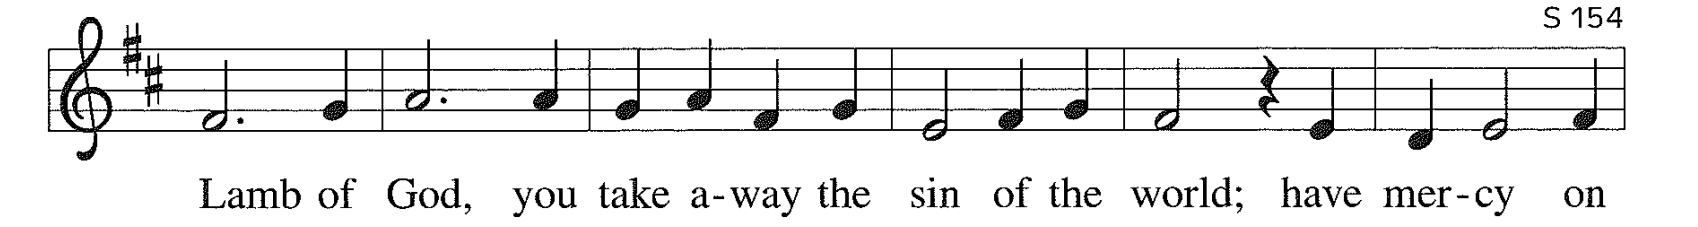 S 154
Lamb of God, you take a-way the sin of the world; have mer-cy on